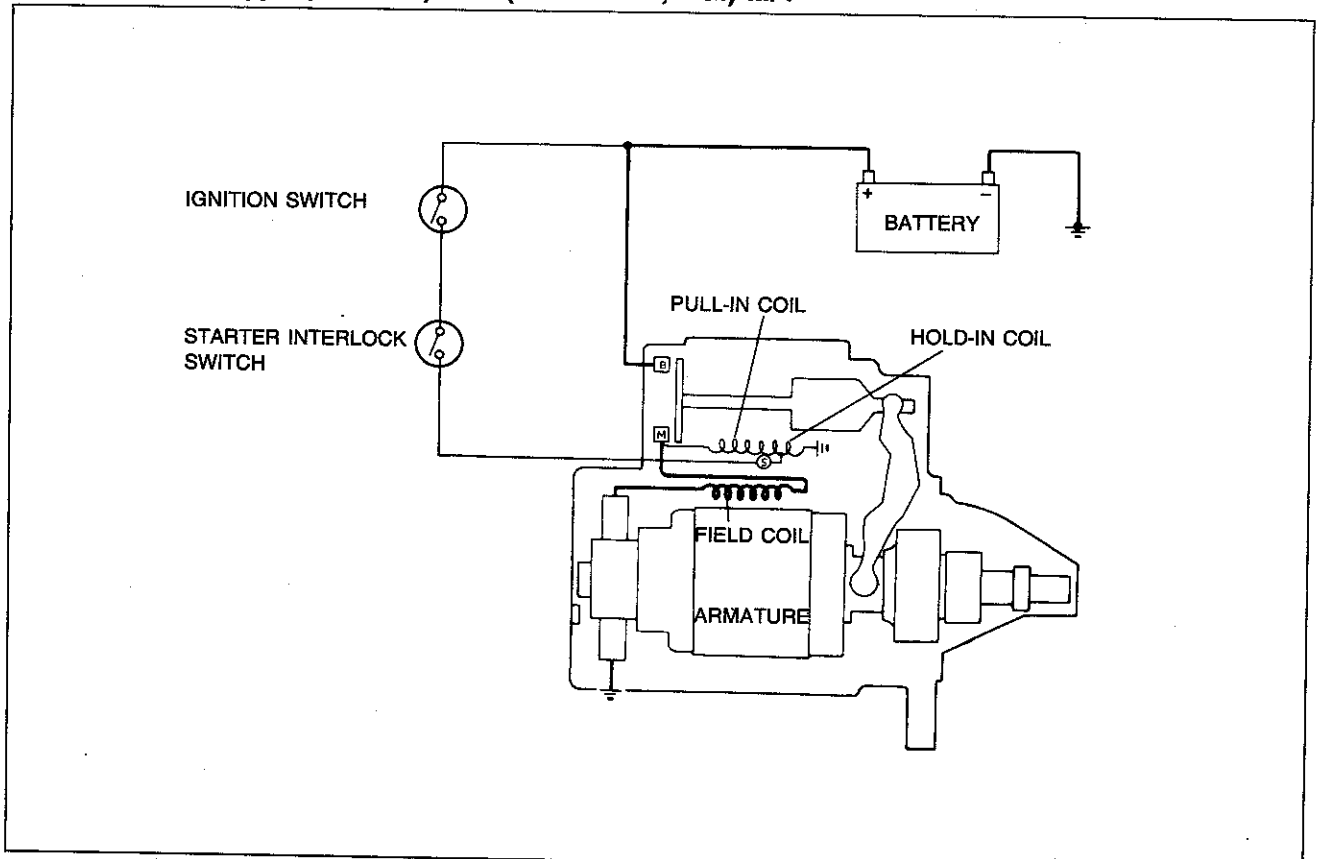 IGNITION SWITCH
+
−
BATTERY
PULL-IN COIL
STARTER INTERLOCK
SWITCH
HOLD-IN COIL
B
M
S
FIELD COIL
ARMATURE